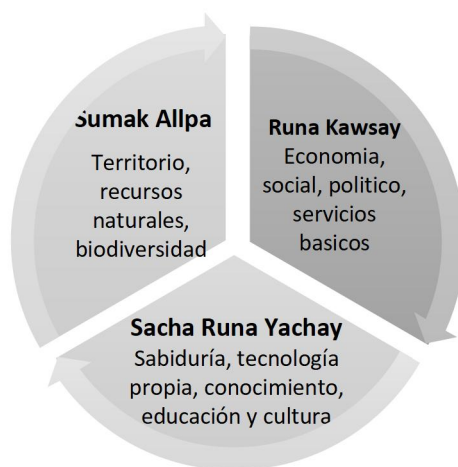 Sumak Allpa
Territorio,
recursos
naturales,
biodiversidad
Runa Kawsay
Economia,
social, politico,
servicios
basicos
Sacha Runa Yachay
Sabiduría, tecnología
propia, conocimiento,
educación y cultura